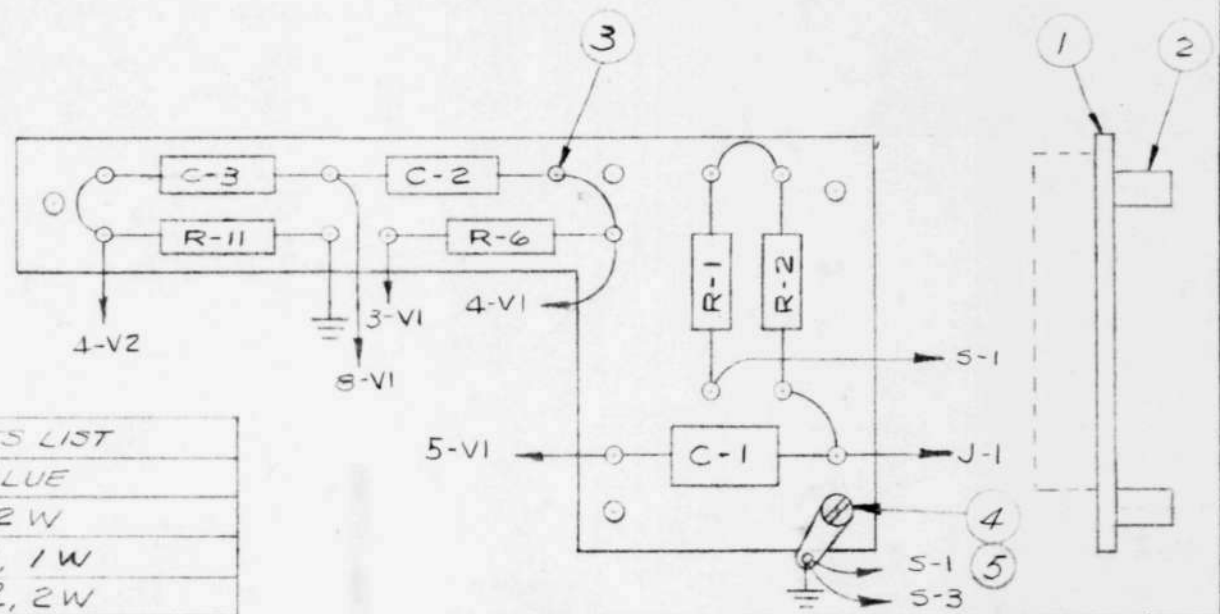 3
1
2
C-3
C-2
R-11
R-6
R-1
R-2
4-V2
3-V1
4-V1
8-V1
S-1
5-V1
C-1
J-1
4
S-1
5
S-3
S LIST
LUE
2 W
, 1 W
2, 2 W